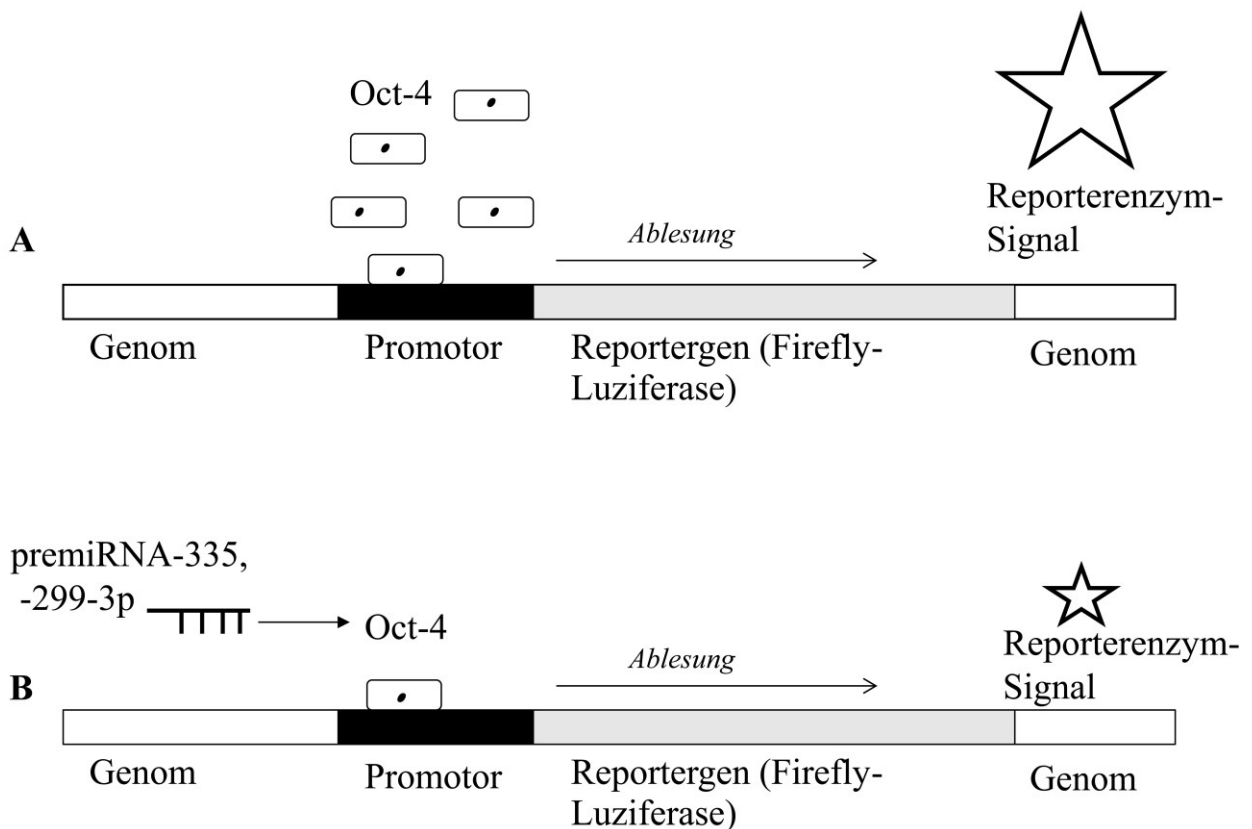 Oct-4
Reporterenzym-
Signal
A
Ablesung
Genom
Promotor
Reportergen (Firefly-
Luziferase)
Genom
premiRNA-335,
-299-3p
Oct-4
Ablesung
Reporterenzym-
Signal
B
Genom
Promotor
Reportergen (Firefly-
Luziferase)
Genom